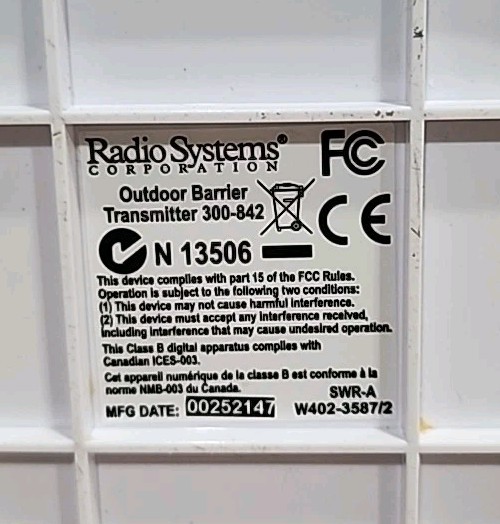 Radio Systems®
CORPORATION
FC
Outdoor Barrier
Transmitter 300-842
CE
N 13506
This device complies with part 15 of the FCC Rules.
Operation is subject to the following two conditions:
(1) This device may not cause harmful interference.
(2) This device must accept any interference received,
including interference that may cause undesired operation.
This Class B digital apparatus complies with
Canadian ICES-003.
Cet appareil numérique de la classe B est conforme à la
norme NMB-003 du Canada.
SWR-A
MFG DATE: 00252147 W402-3587/2